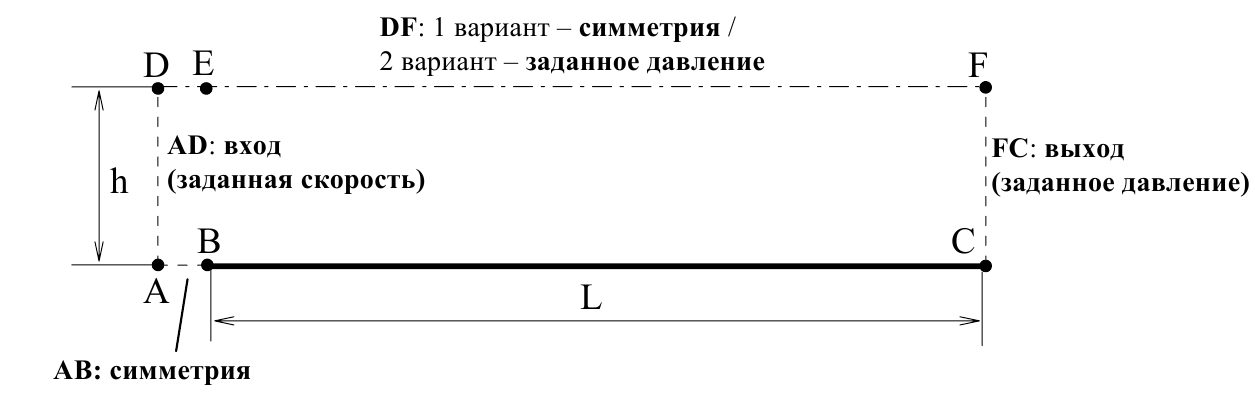 DF: 1 вариант – симметрия /
2 вариант – заданное давление
D E F
AD: вход
(заданная скорость)
FC: выход
(заданное давление)
h
B C
A
L
AB: симметрия